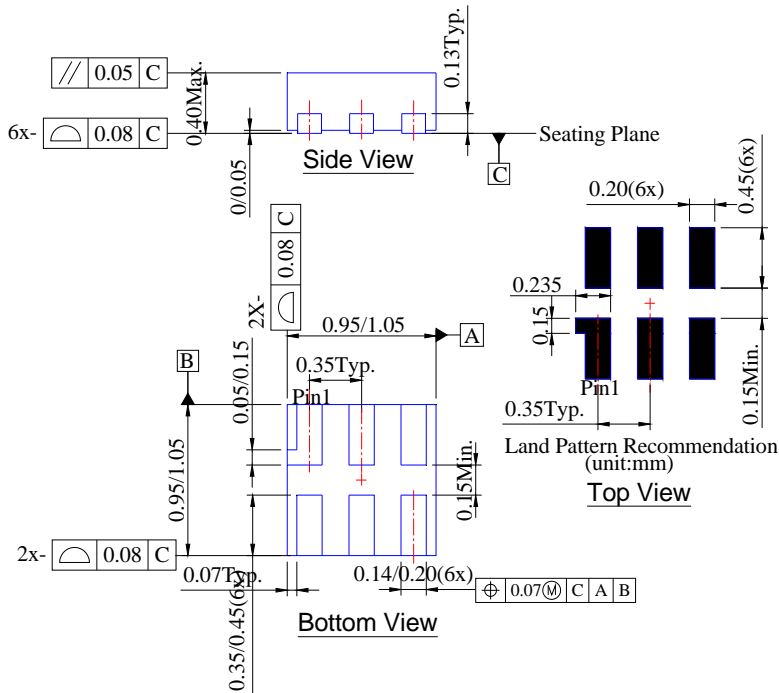 0.05 C
0.40Max.
0.13Typ.
6x- 0.08 C
0/0.05
Side View
Seating Plane
C
0.20(6x)
0.45(6x)
0.235
0.15
0.15Min.
Pin1
0.35Typ.
Land Pattern Recommendation
(unit:mm)
Top View
2X- 0.08 C
0.95/1.05
A
B
0.05/0.15
0.35Typ.
Pin1
0.95/1.05
0.15Min.
2x- 0.08 C
0.07Typ.
0.14/0.20(6x)
0.07Ⓜ C A B
0.35/0.45(6x)
Bottom View